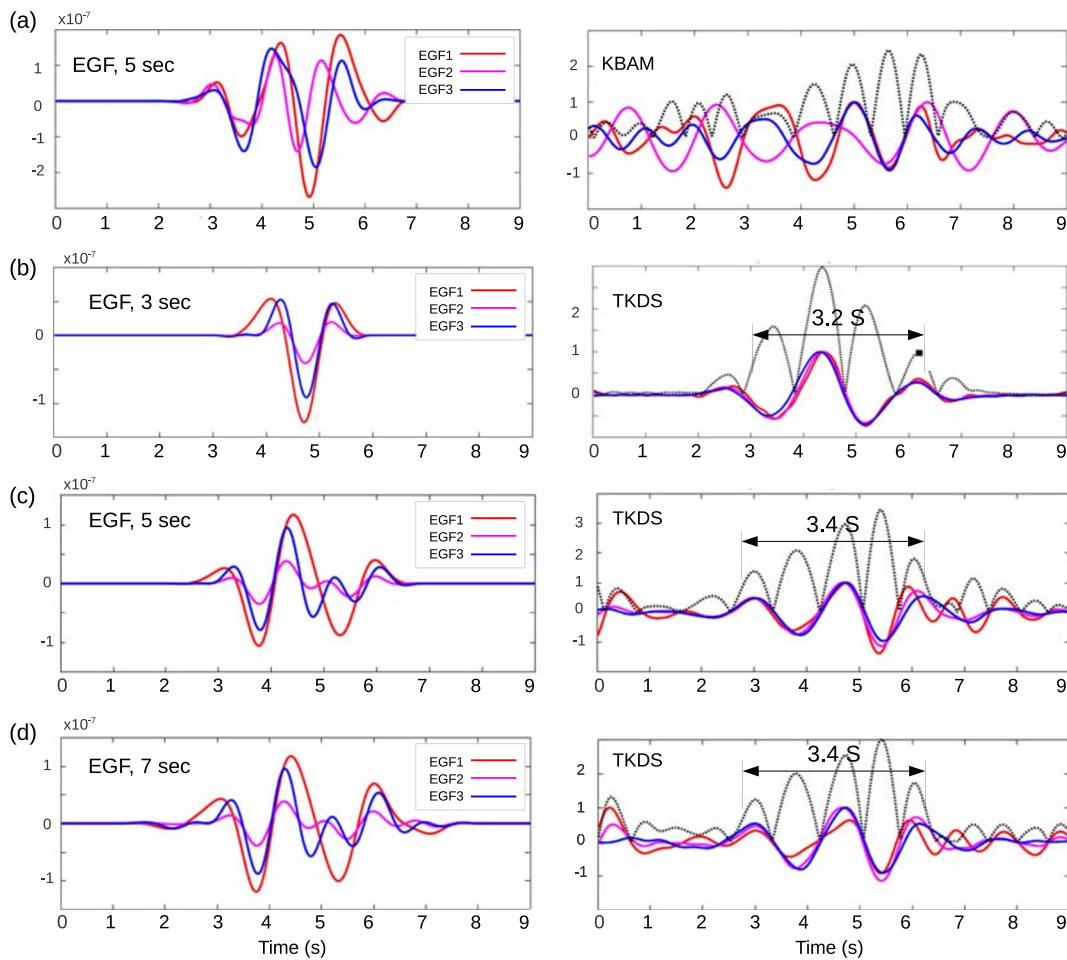 (a)
x10⁻⁷
EGF, 5 sec
EGF1
EGF2
EGF3
1
0
-1
-2
0 1 2 3 4 5 6 7 8 9
KBAM
2
1
0
-1
0 1 2 3 4 5 6 7 8 9
(b)
x10⁻⁷
EGF, 3 sec
EGF1
EGF2
EGF3
0
-1
0 1 2 3 4 5 6 7 8 9
TKDS
3.2 S
2
1
0
0 1 2 3 4 5 6 7 8 9
(c)
x10⁻⁷
EGF, 5 sec
EGF1
EGF2
EGF3
1
0
-1
0 1 2 3 4 5 6 7 8 9
TKDS
3.4 S
3
2
1
0
-1
0 1 2 3 4 5 6 7 8 9
(d)
x10⁻⁷
EGF, 7 sec
EGF1
EGF2
EGF3
1
0
-1
0 1 2 3 4 5 6 7 8 9
Time (s)
TKDS
3.4 S
2
1
0
-1
0 1 2 3 4 5 6 7 8 9
Time (s)